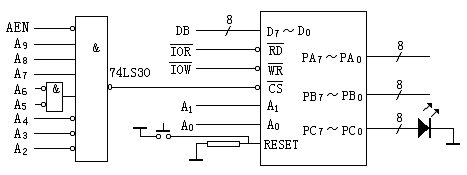 AEN
A9
A8
A7
A6
A5
A4
A3
A2
&
&
74LS30
DB
8
D7～D0
IOR
RD
IOW
WR
CS
A1
A1
A0
A0
RESET
PA7～PA0
8
PB7～PB0
8
PC7～PC0
8